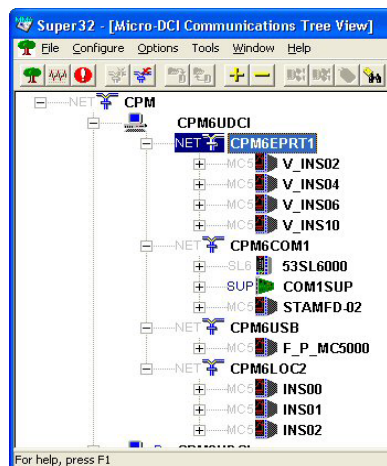 Super32 - [Micro-DCI Communications Tree View]
File Configure Options Tools Window Help
NET CPM
CPM6UDCI
NET CPM6EPRT1
MC5 V_INS02
MC5 V_INS04
MC5 V_INS06
MC5 V_INS10
NET CPM6COM1
SL6 53SL6000
SUP COM1SUP
MC5 STAMFD-02
NET CPM6USB
MC5 F_P_MC5000
NET CPM6LOC2
MC5 INS00
MC5 INS01
MC5 INS02
For help, press F1